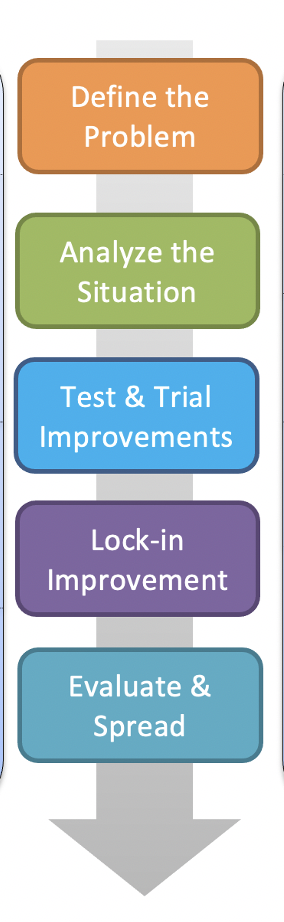 Define the
Problem
Analyze the
Situation
Test & Trial
Improvements
Lock-in
Improvement
Evaluate &
Spread